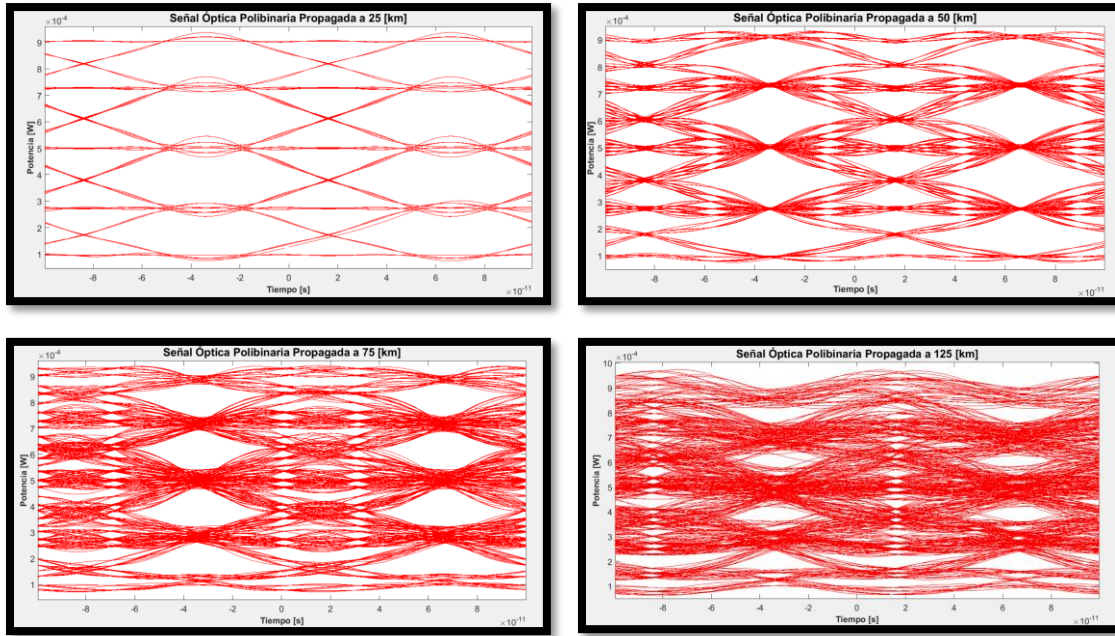 Señal Óptica Polibinaria Propagada a 25 [km]
×10⁻⁴
9
8
7
6
5
4
3
2
1
Potencia [W]
-8 -6 -4 -2 0 2 4 6 8
Tiempo [s]
×10⁻¹¹
Señal Óptica Polibinaria Propagada a 50 [km]
×10⁻⁴
9
8
7
6
5
4
3
2
1
Potencia [W]
-8 -6 -4 -2 0 2 4 6 8
Tiempo [s]
×10⁻¹¹
Señal Óptica Polibinaria Propagada a 75 [km]
×10⁻⁴
9
8
7
6
5
4
3
2
1
Potencia [W]
-8 -6 -4 -2 0 2 4 6 8
Tiempo [s]
×10⁻¹¹
Señal Óptica Polibinaria Propagada a 125 [km]
×10⁻⁴
10
9
8
7
6
5
4
3
2
1
Potencia [W]
-8 -6 -4 -2 0 2 4 6 8
Tiempo [s]
×10⁻¹¹